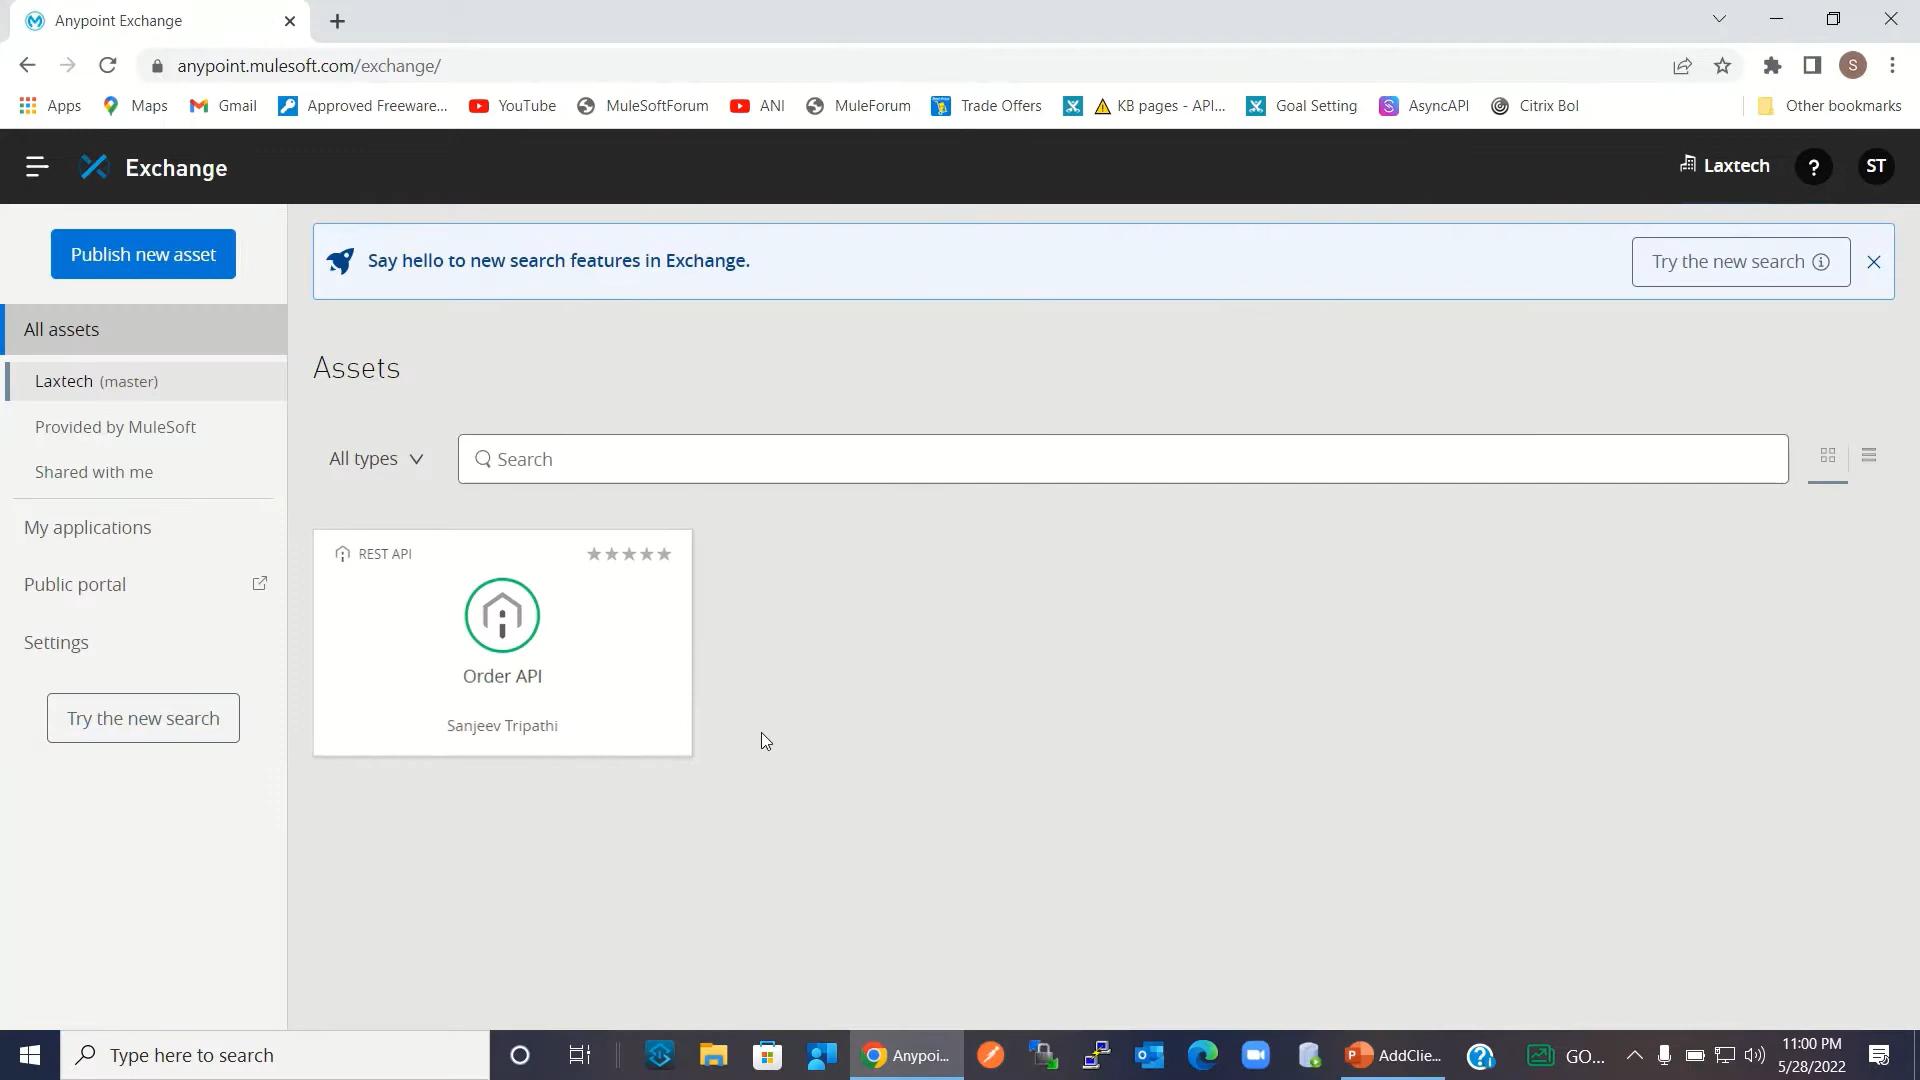 Anypoint Exchange
anypoint.mulesoft.com/exchange/
S
Apps
Maps
Gmail
Approved Freeware...
YouTube
MuleSoftForum
ANI
MuleForum
Trade Offers
KB pages - API...
Goal Setting
AsyncAPI
Citrix Bol
Other bookmarks
Exchange
Laxtech
?
ST
Publish new asset
Say hello to new search features in Exchange.
Try the new search
All assets
Laxtech (master)
Provided by MuleSoft
Shared with me
My applications
Public portal
Settings
Try the new search
Assets
All types
Search
REST API
Order API
Sanjeev Tripathi
Type here to search
Anypoi...
AddClie...
GO...
11:00 PM
5/28/2022